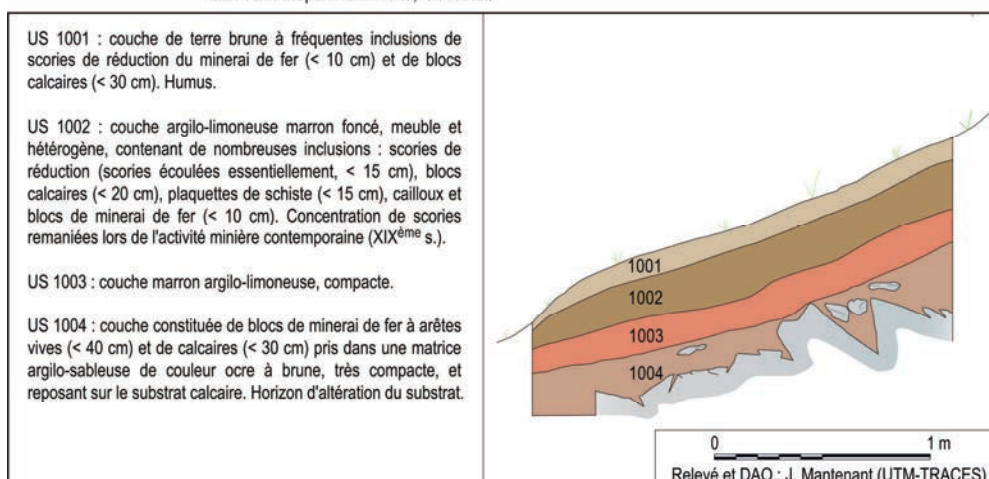 US 1001 : couche de terre brune à fréquentes inclusions de
scories de réduction du minerai de fer (< 10 cm) et de blocs
calcaires (< 30 cm). Humus.
US 1002 : couche argilo-limoneuse marron foncé, meuble et
hétérogène, contenant de nombreuses inclusions : scories de
réduction (scories écoulées essentiellement, < 15 cm), blocs
calcaires (< 20 cm), plaquettes de schiste (< 15 cm), cailloux et
blocs de minerai de fer (< 10 cm). Concentration de scories
remaniées lors de l'activité minière contemporaine (XIXème s.).
US 1003 : couche marron argilo-limoneuse, compacte.
US 1004 : couche constituée de blocs de minerai de fer à arêtes
vives (< 40 cm) et de calcaires (< 30 cm) pris dans une matrice
argilo-sableuse de couleur ocre à brune, très compacte, et
reposant sur le substrat calcaire. Horizon d'altération du substrat.
1001
1002
1003
1004
0 1 m
Relevé et DAO : J. Mantenant (UTM-TRACES)